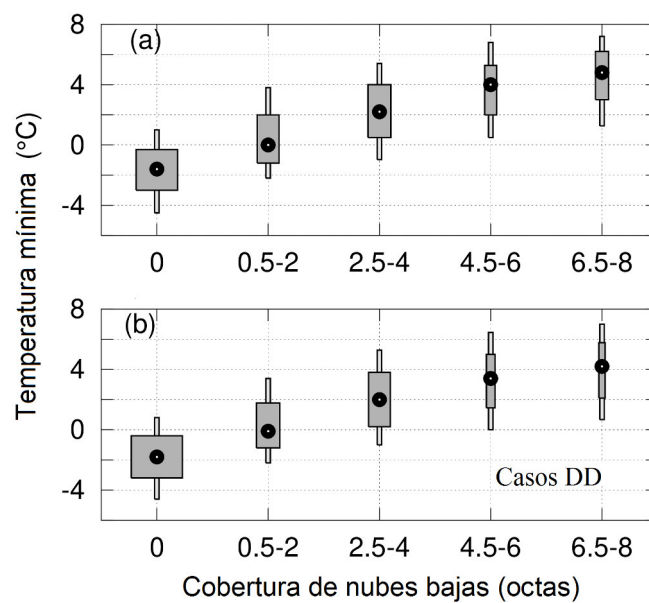 (a)
8
4
0
-4
0 0.5-2 2.5-4 4.5-6 6.5-8
Temperatura mínima (°C)
(b)
8
4
0
-4
Casos DD
0 0.5-2 2.5-4 4.5-6 6.5-8
Cobertura de nubes bajas (octas)